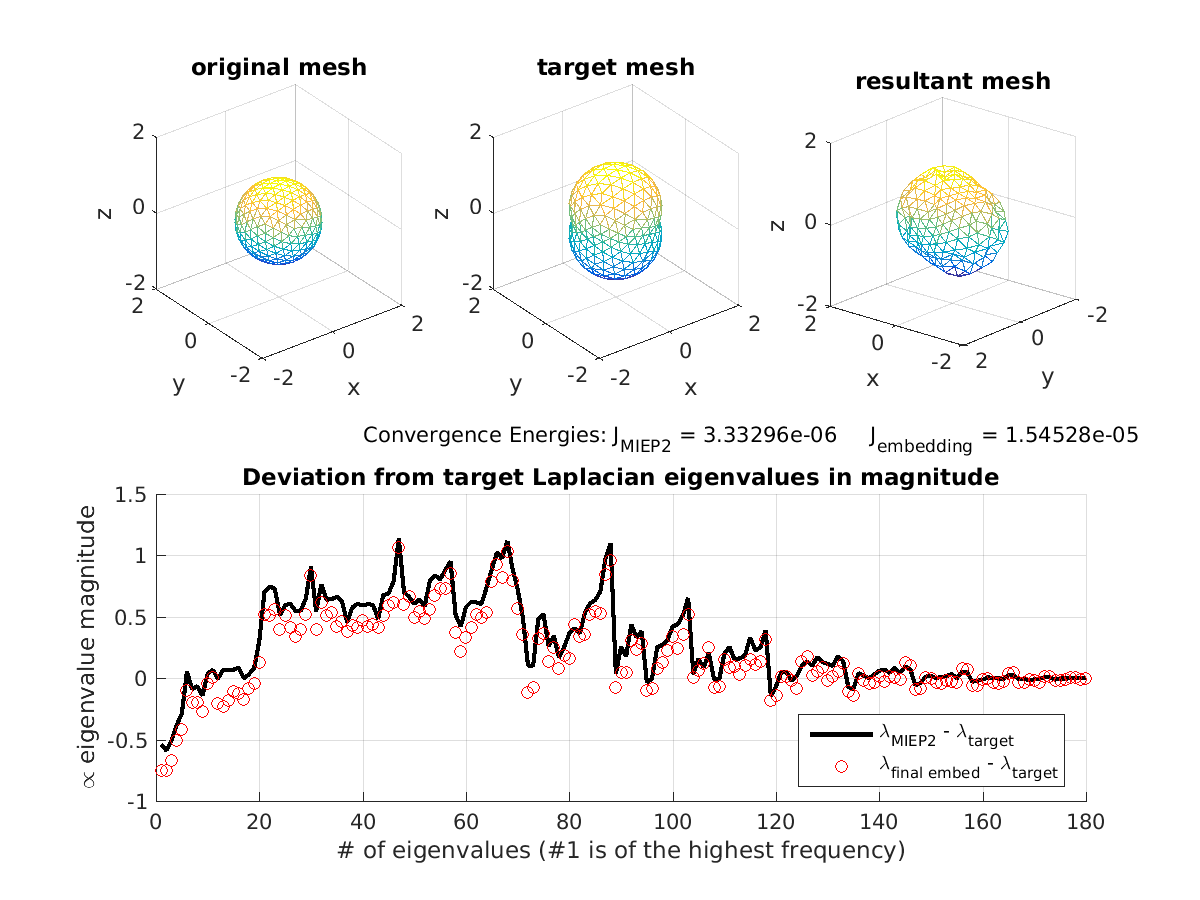 original mesh
target mesh
resultant mesh
2
0
-2
z
2
0
-2
y
-2
0
2
x
2
0
-2
z
2
0
-2
y
-2
0
2
x
2
0
-2
z
2
0
-2
x
2
0
-2
y
Convergence Energies: J_MIEP2 = 3.33296e-06 J_embedding = 1.54528e-05
Deviation from target Laplacian eigenvalues in magnitude
1.5
1
0.5
0
-0.5
-1
∝ eigenvalue magnitude
λ_MIEP2 - λ_target
λ_final embed - λ_target
0 20 40 60 80 100 120 140 160 180
# of eigenvalues (#1 is of the highest frequency)